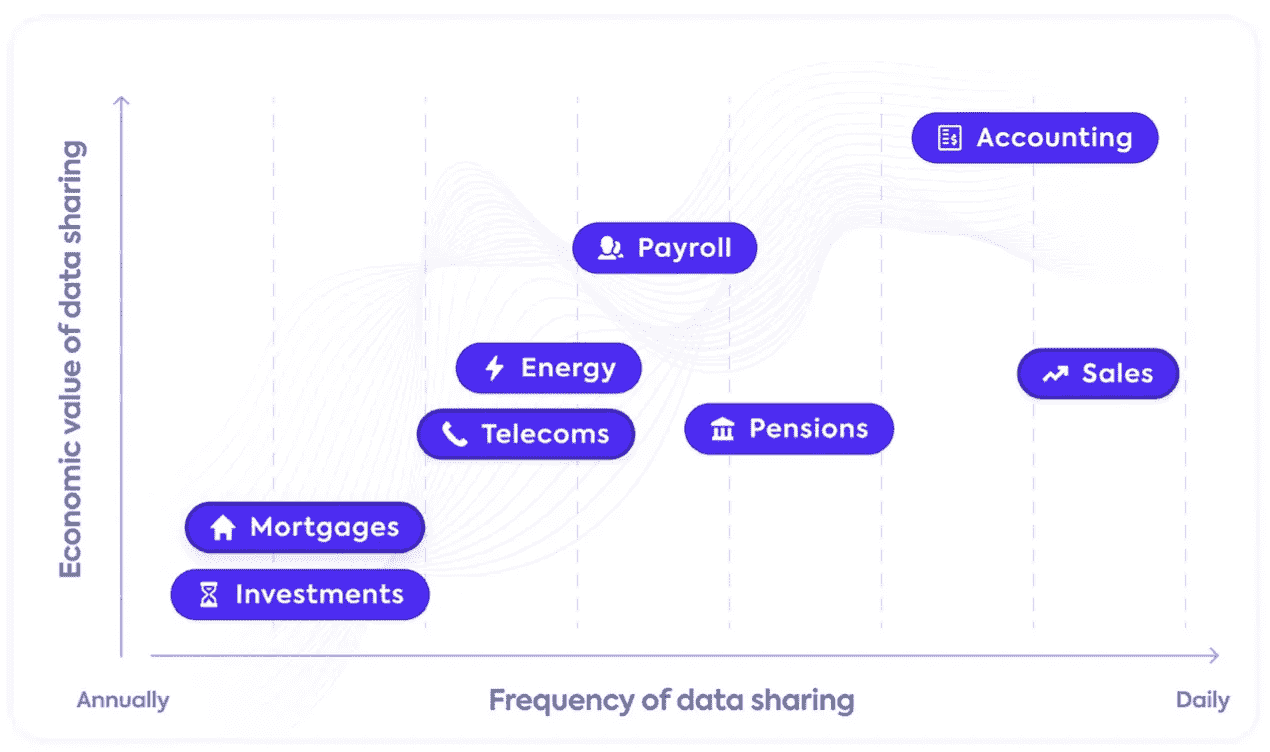 Economic value of data sharing
Accounting
Payroll
Energy
Sales
Telecoms
Pensions
Mortgages
Investments
Annually
Frequency of data sharing
Daily